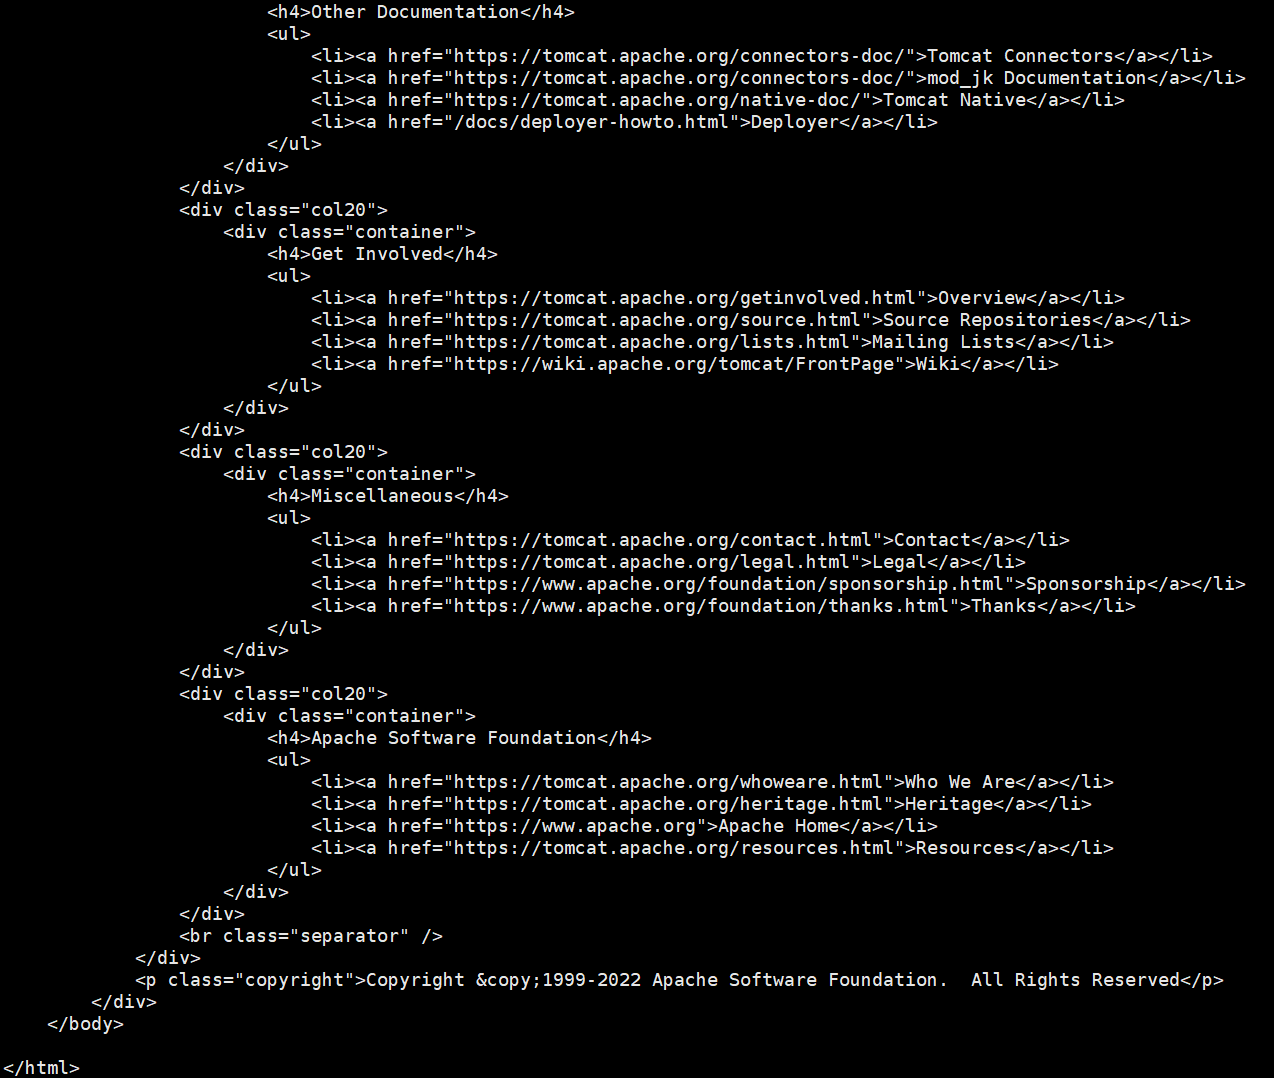 <h4>Other Documentation</h4>
<ul>
<li><a href="https://tomcat.apache.org/connectors-doc/">Tomcat Connectors</a></li>
<li><a href="https://tomcat.apache.org/connectors-doc/">mod_jk Documentation</a></li>
<li><a href="https://tomcat.apache.org/native-doc/">Tomcat Native</a></li>
<li><a href="/docs/deployer-howto.html">Deployer</a></li>
</ul>
</div>
</div>
<div class="col20">
<div class="container">
<h4>Get Involved</h4>
<ul>
<li><a href="https://tomcat.apache.org/getinvolved.html">Overview</a></li>
<li><a href="https://tomcat.apache.org/source.html">Source Repositories</a></li>
<li><a href="https://tomcat.apache.org/lists.html">Mailing Lists</a></li>
<li><a href="https://wiki.apache.org/tomcat/FrontPage">Wiki</a></li>
</ul>
</div>
</div>
<div class="col20">
<div class="container">
<h4>Miscellaneous</h4>
<ul>
<li><a href="https://tomcat.apache.org/contact.html">Contact</a></li>
<li><a href="https://tomcat.apache.org/legal.html">Legal</a></li>
<li><a href="https://www.apache.org/foundation/sponsorship.html">Sponsorship</a></li>
<li><a href="https://www.apache.org/foundation/thanks.html">Thanks</a></li>
</ul>
</div>
</div>
<div class="col20">
<div class="container">
<h4>Apache Software Foundation</h4>
<ul>
<li><a href="https://tomcat.apache.org/whoweare.html">Who We Are</a></li>
<li><a href="https://tomcat.apache.org/heritage.html">Heritage</a></li>
<li><a href="https://www.apache.org">Apache Home</a></li>
<li><a href="https://tomcat.apache.org/resources.html">Resources</a></li>
</ul>
</div>
</div>
<br class="separator" />
</div>
<p class="copyright">Copyright &copy;1999-2022 Apache Software Foundation.  All Rights Reserved</p>
</div>
</body>
</html>